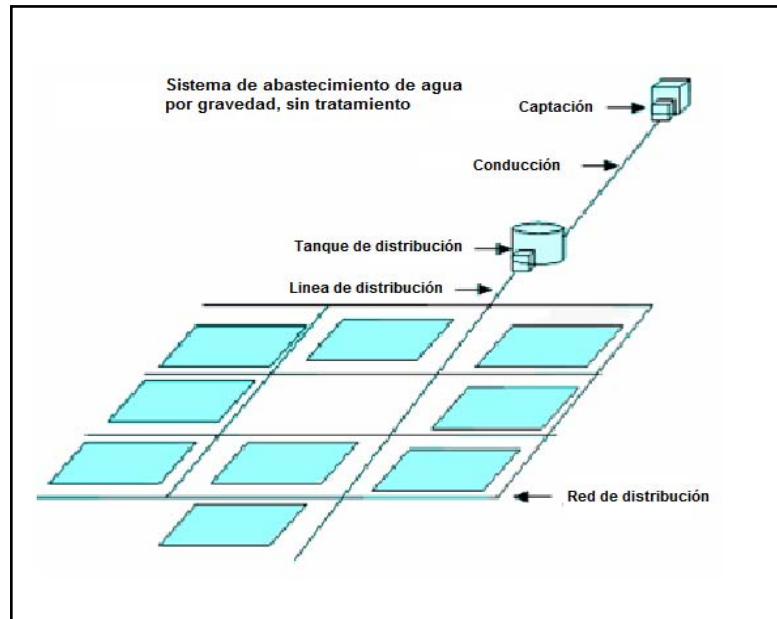 Sistema de abastecimiento de agua
por gravedad, sin tratamiento
Captación
Conducción
Tanque de distribución
Linea de distribución
Red de distribución